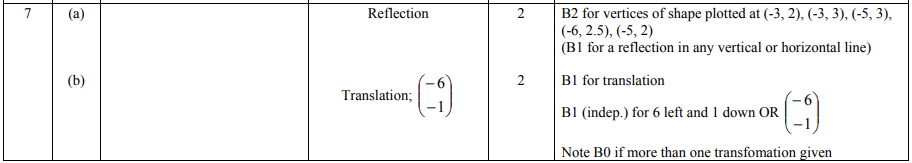 7 (a) Reflection 2 B2 for vertices of shape plotted at (-3, 2), (-3, 3), (-5, 3),
(-6, 2.5), (-5, 2)
(B1 for a reflection in any vertical or horizontal line)
(b) Translation; (−6 −1) 2 B1 for translation
B1 (indep.) for 6 left and 1 down OR (−6 −1)
Note B0 if more than one transfomation given